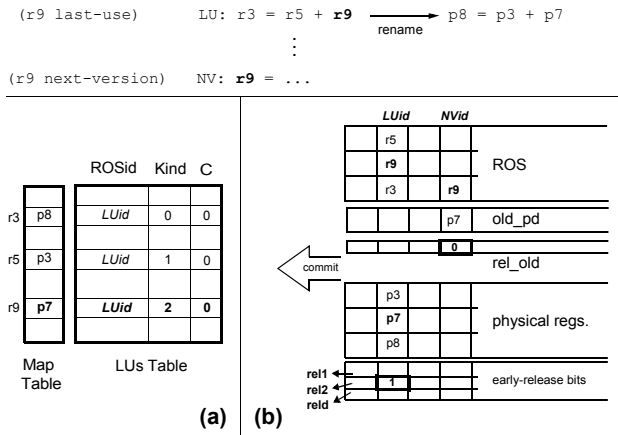 (r9 last-use) LU: r3 = r5 + r9 rename p8 = p3 + p7
(r9 next-version) NV: r9 = ...
ROSid Kind C
r3 p8 LUid 0 0
r5 p3 LUid 1 0
r9 p7 LUid 2 0
Map Table
LUs Table
(a)
LUid NVid
r5
r9 ROS
r3 r9
p7 old_pd
0
rel_old
commit
p3
p7 physical regs.
p8
rel1
rel2 1 early-release bits
reld
(b)